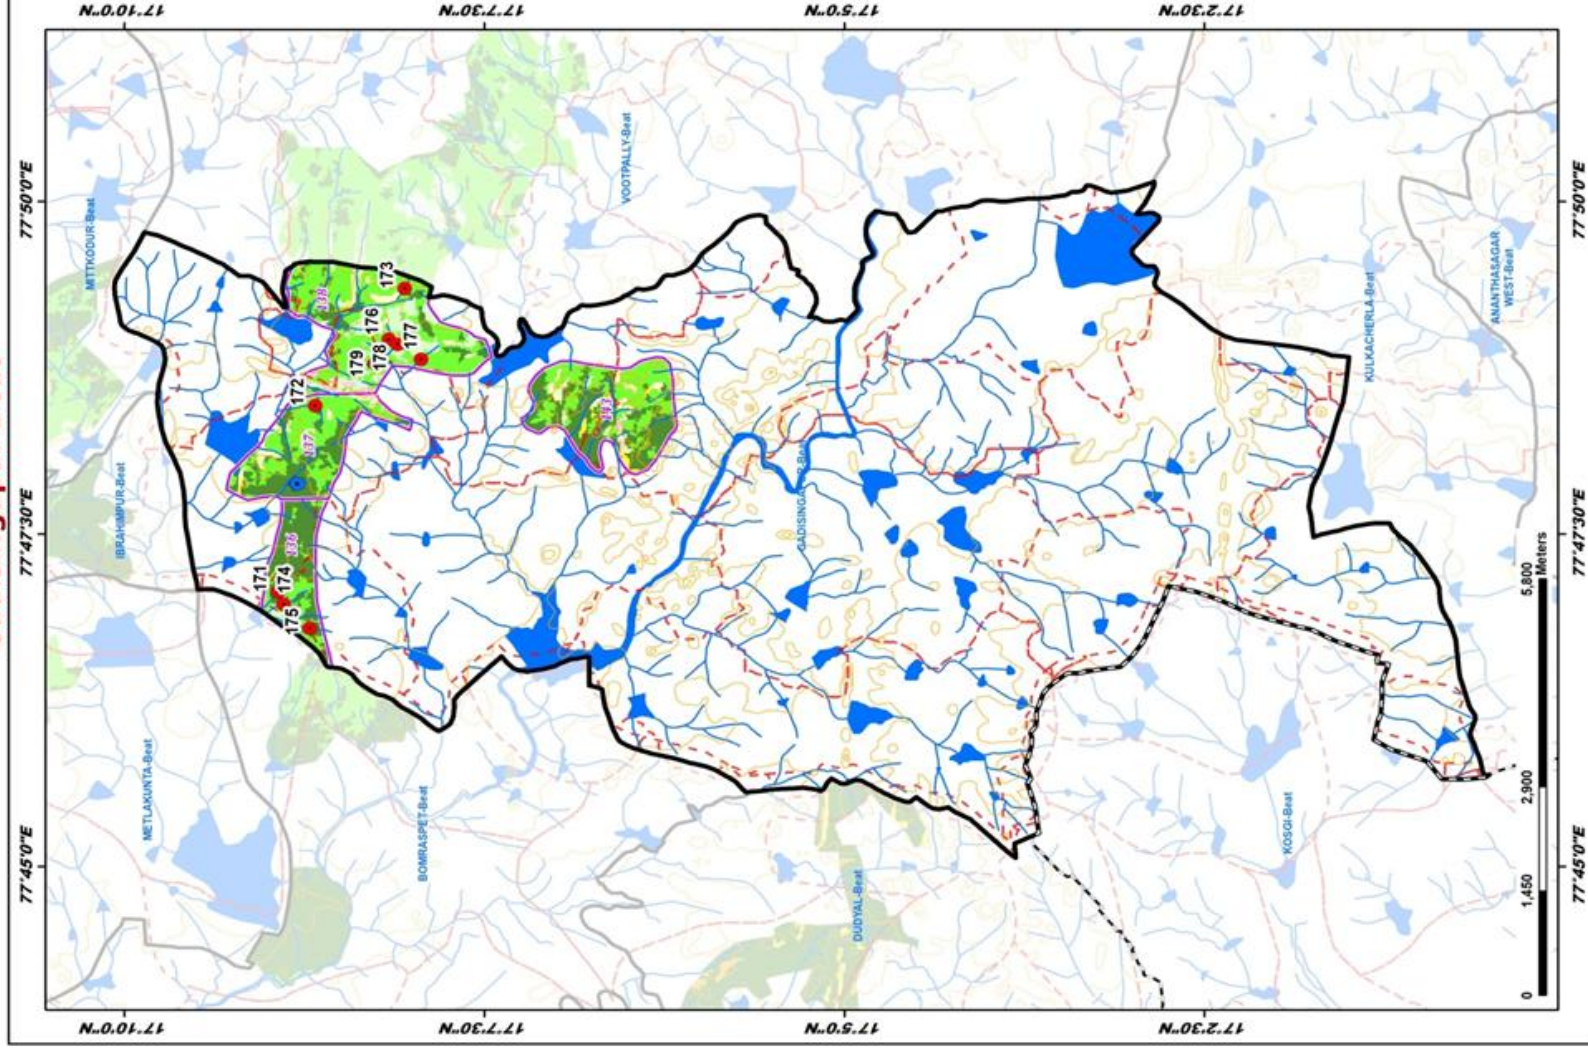 17°10'0"N
17°7'30"N
17°5'0"N
17°2'30"N
77°50'0"E
77°50'0"E
MITTKODUR-Beat
VOOTPALLY-Beat
138
173
176
177
178
179
172
137
143
KULKACHERLA-Beat
ANANTHASAGAR
WEST-Beat
IBRAHIMPUR-Beat
77°47'30"E
77°47'30"E
136
171
174
175
5,800
Meters
METLAKUNTA-Beat
BOMRASPET-Beat
DUDYAL-Beat
KOSGI-Beat
2,900
77°45'0"E
77°45'0"E
1,450
0
17°10'0"N
17°7'30"N
17°5'0"N
17°2'30"N